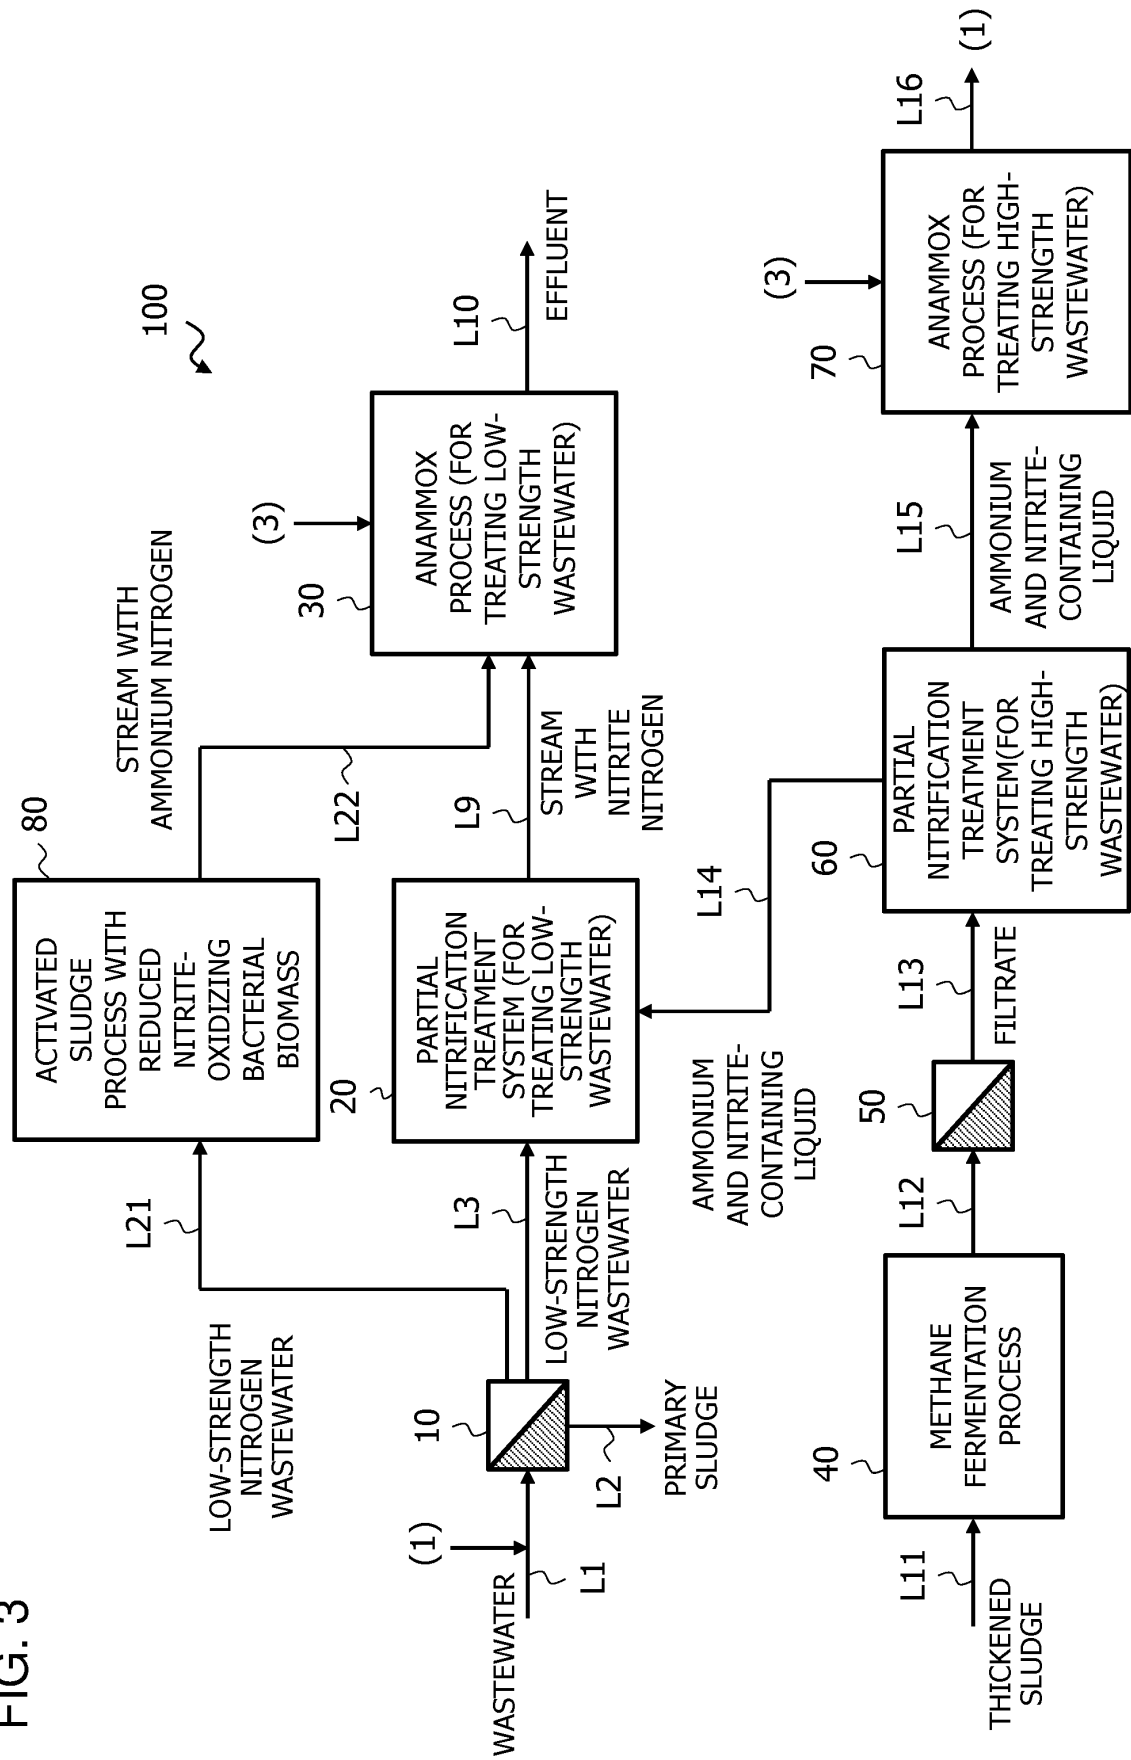 FIG. 3
100
STREAM WITH
AMMONIUM NITROGEN
80
ACTIVATED
SLUDGE
PROCESS WITH
REDUCED
NITRITE-
OXIDIZING
BACTERIAL
BIOMASS
L21
LOW-STRENGTH
NITROGEN
WASTEWATER
L22
(3)
30
ANAMMOX
PROCESS (FOR
TREATING LOW-
STRENGTH
WASTEWATER)
L10
EFFLUENT
(1)
WASTEWATER
L1
10
L2
PRIMARY
SLUDGE
L3
LOW-STRENGTH
NITROGEN
WASTEWATER
20
PARTIAL
NITRIFICATION
TREATMENT
SYSTEM (FOR
TREATING LOW-
STRENGTH
WASTEWATER)
L9
STREAM
WITH
NITRITE
NITROGEN
AMMONIUM
AND NITRITE-
CONTAINING
LIQUID
L14
THICKENED
SLUDGE
L11
40
METHANE
FERMENTATION
PROCESS
L12
50
L13
FILTRATE
60
PARTIAL
NITRIFICATION
TREATMENT
SYSTEM(FOR
TREATING HIGH-
STRENGTH
WASTEWATER)
L15
AMMONIUM
AND NITRITE-
CONTAINING
LIQUID
(3)
70
ANAMMOX
PROCESS (FOR
TREATING HIGH-
STRENGTH
WASTEWATER)
L16
(1)